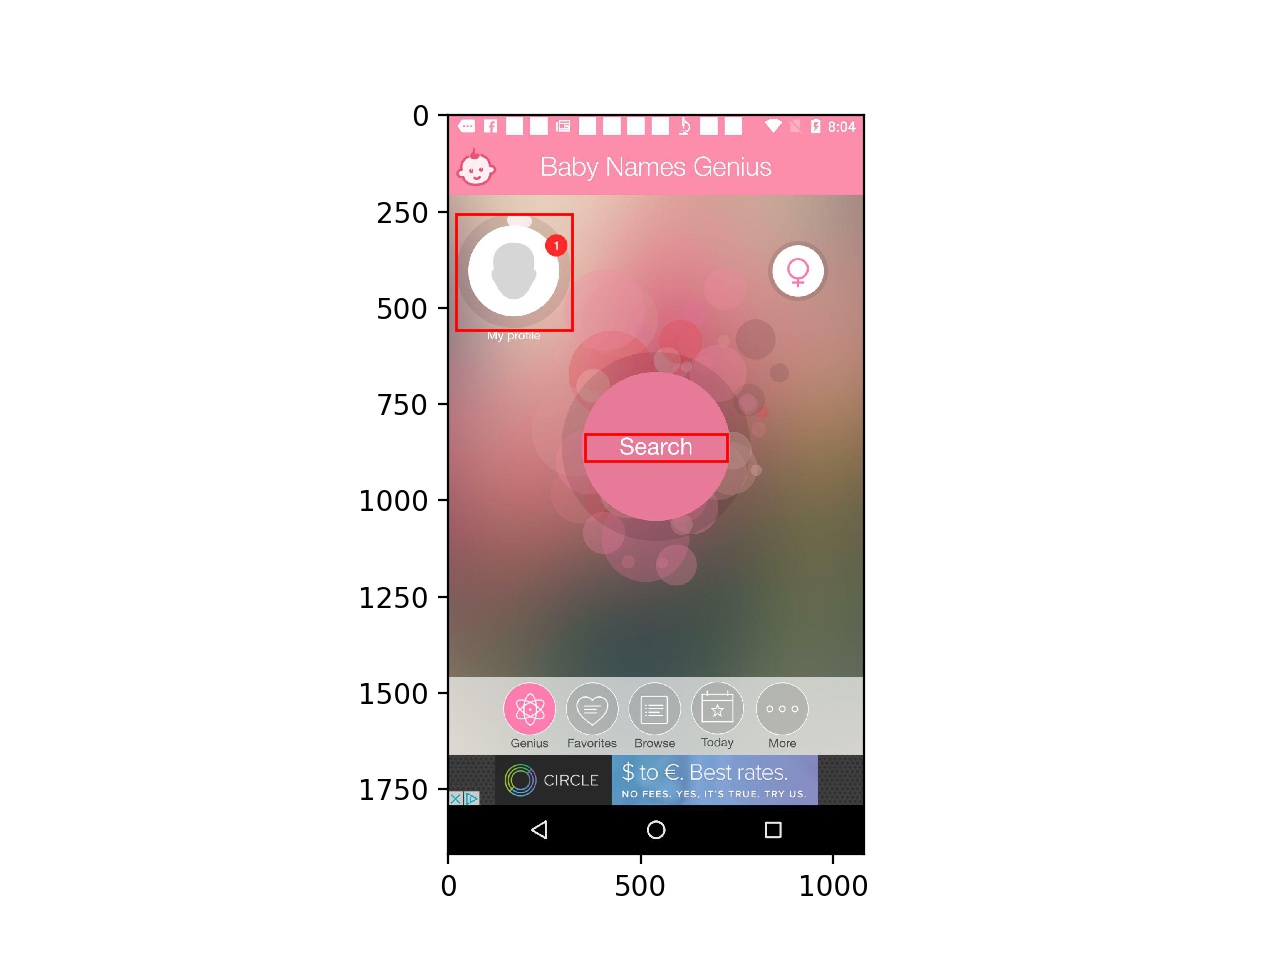 0
250
500
750
1000
1250
1500
1750
0
500
1000
8:04
Baby Names Genius
1
My profile
Search
Genius
Favorites
Browse
Today
More
CIRCLE
$ to €. Best rates.
NO FEES. YES, IT'S TRUE. TRY US.